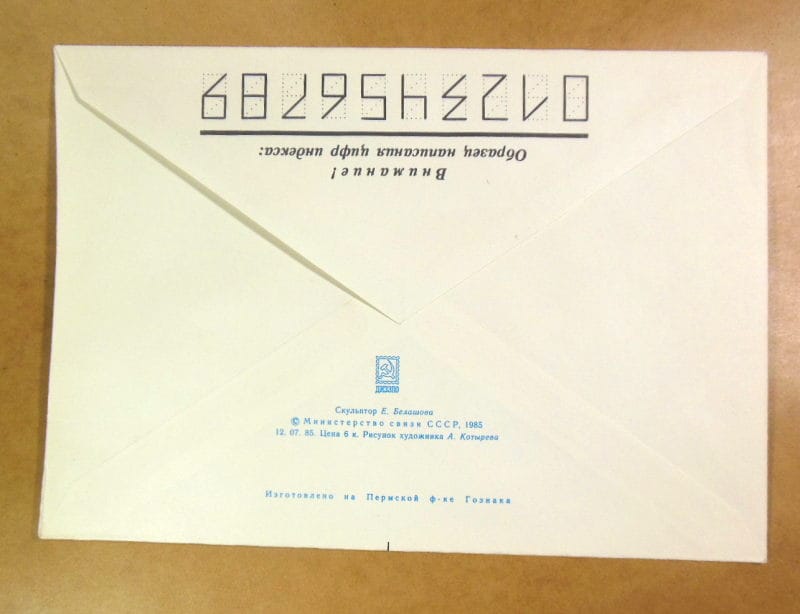 Внимание!
Образец написания цифр индекса:
0123456789
ДИЭЗПО
Скульптор Е. Белашова
© Министерство связи СССР, 1985
12. 07. 85. Цена 6 к. Рисунок художника А. Котырева
Изготовлено на Пермской ф-ке Гознака